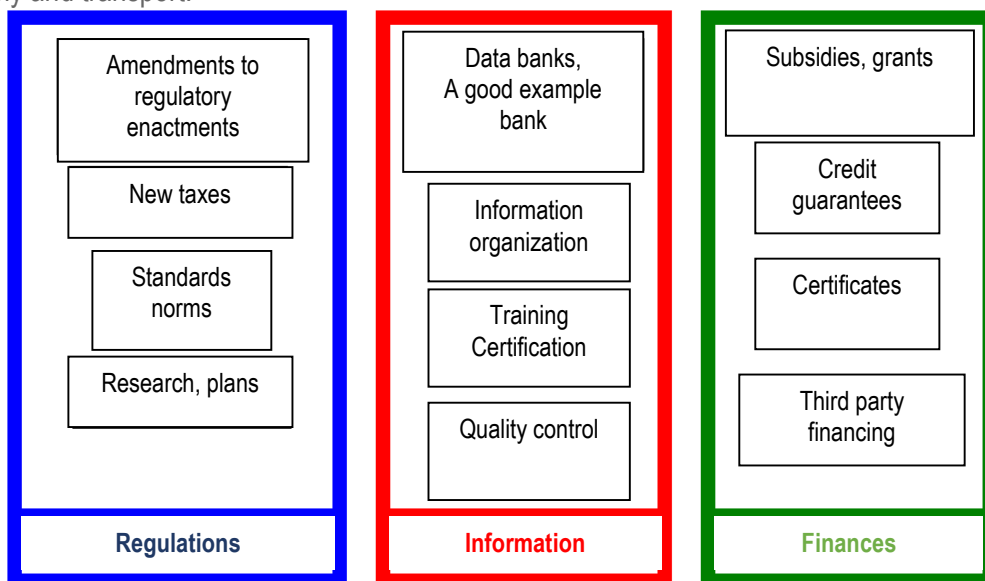 and transport.
Amendments to
regulatory
enactments
New taxes
Standards
norms
Research, plans
Regulations
Data banks,
A good example
bank
Information
organization
Training
Certification
Quality control
Information
Subsidies, grants
Credit
guarantees
Certificates
Third party
financing
Finances